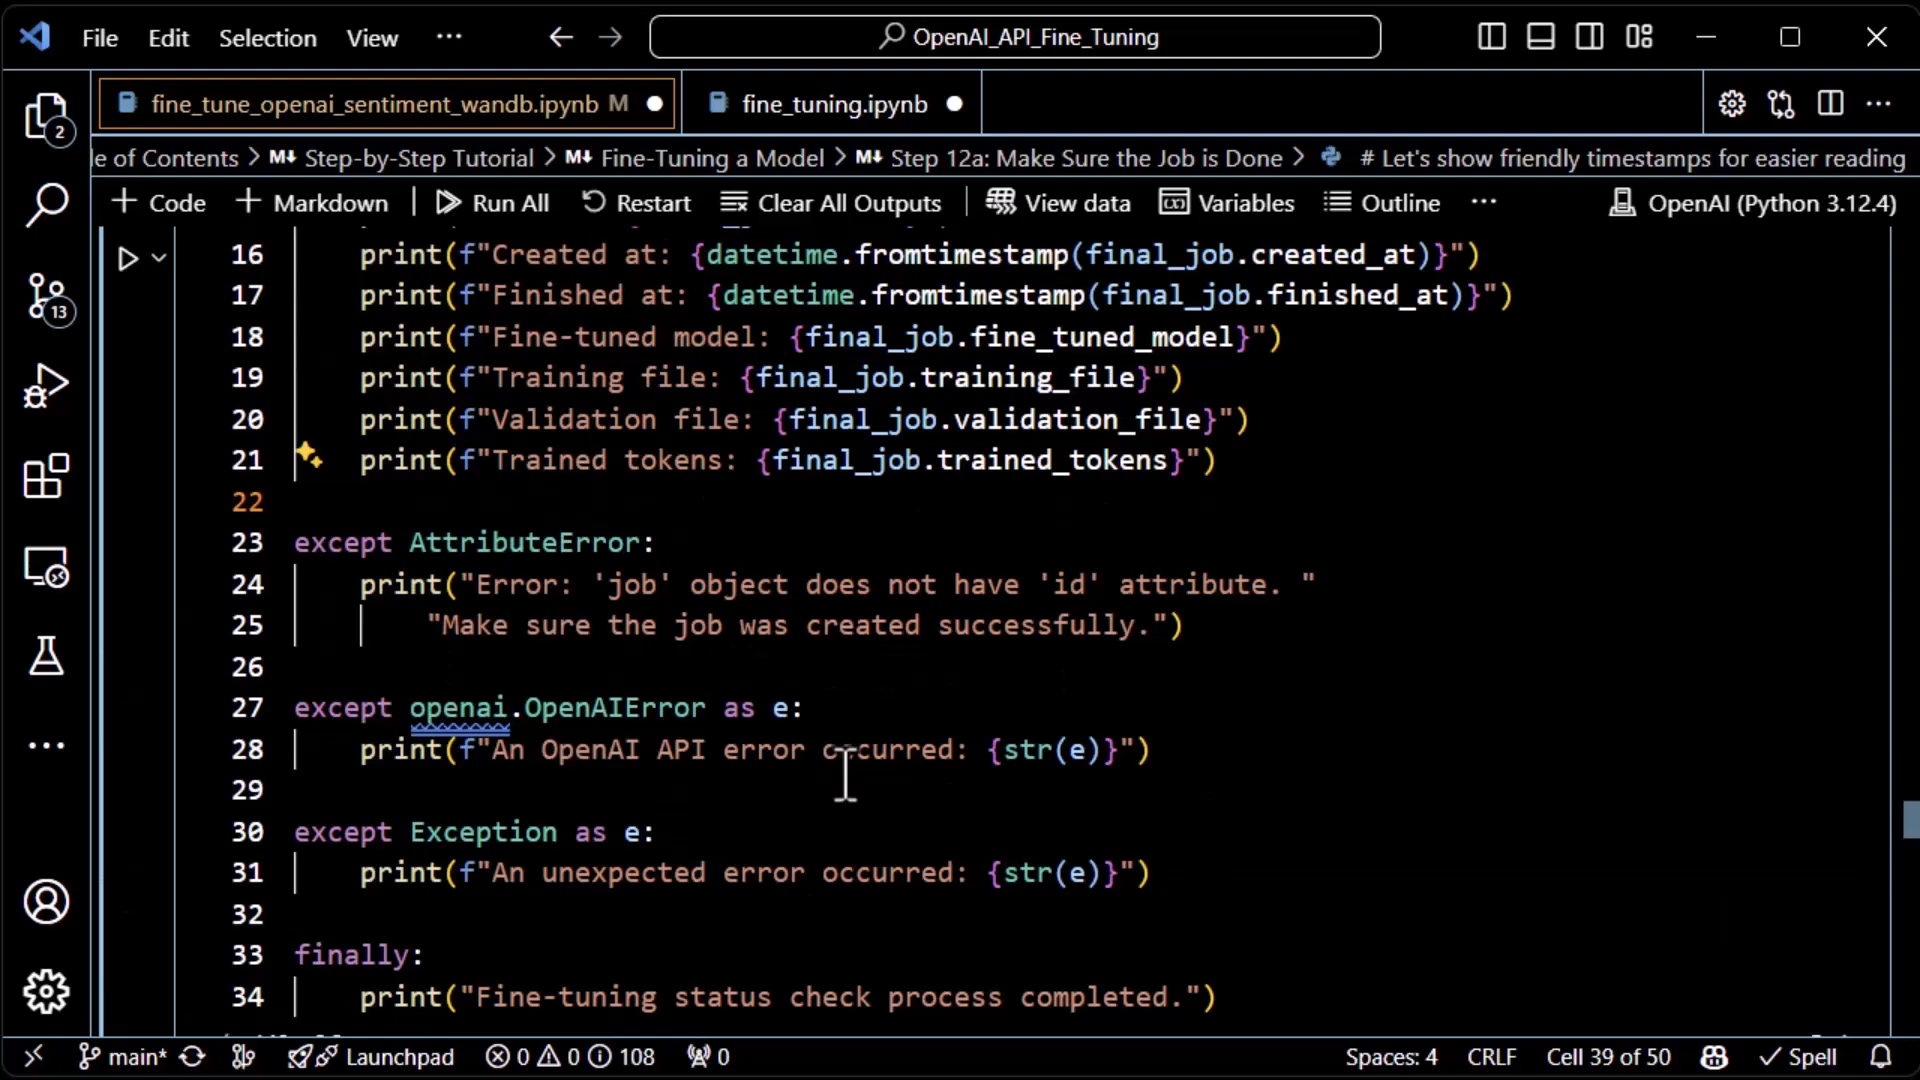 File Edit Selection View ··· OpenAI_API_Fine_Tuning
fine_tune_openai_sentiment_wandb.ipynb M fine_tuning.ipynb
le of Contents > M↓ Step-by-Step Tutorial > M↓ Fine-Tuning a Model > M↓ Step 12a: Make Sure the Job is Done > # Let's show friendly timestamps for easier reading
+ Code + Markdown | Run All Restart Clear All Outputs | View data Variables Outline ··· OpenAI (Python 3.12.4)
16 print(f"Created at: {datetime.fromtimestamp(final_job.created_at)}")
17 print(f"Finished at: {datetime.fromtimestamp(final_job.finished_at)}")
18 print(f"Fine-tuned model: {final_job.fine_tuned_model}")
19 print(f"Training file: {final_job.training_file}")
20 print(f"Validation file: {final_job.validation_file}")
21 print(f"Trained tokens: {final_job.trained_tokens}")
22
23 except AttributeError:
24 print("Error: 'job' object does not have 'id' attribute. "
25 "Make sure the job was created successfully.")
26
27 except openai.OpenAIError as e:
28 print(f"An OpenAI API error occurred: {str(e)}")
29
30 except Exception as e:
31 print(f"An unexpected error occurred: {str(e)}")
32
33 finally:
34 print("Fine-tuning status check process completed.")
2
13
main* Launchpad 0 0 108 0 Spaces: 4 CRLF Cell 39 of 50 Spell